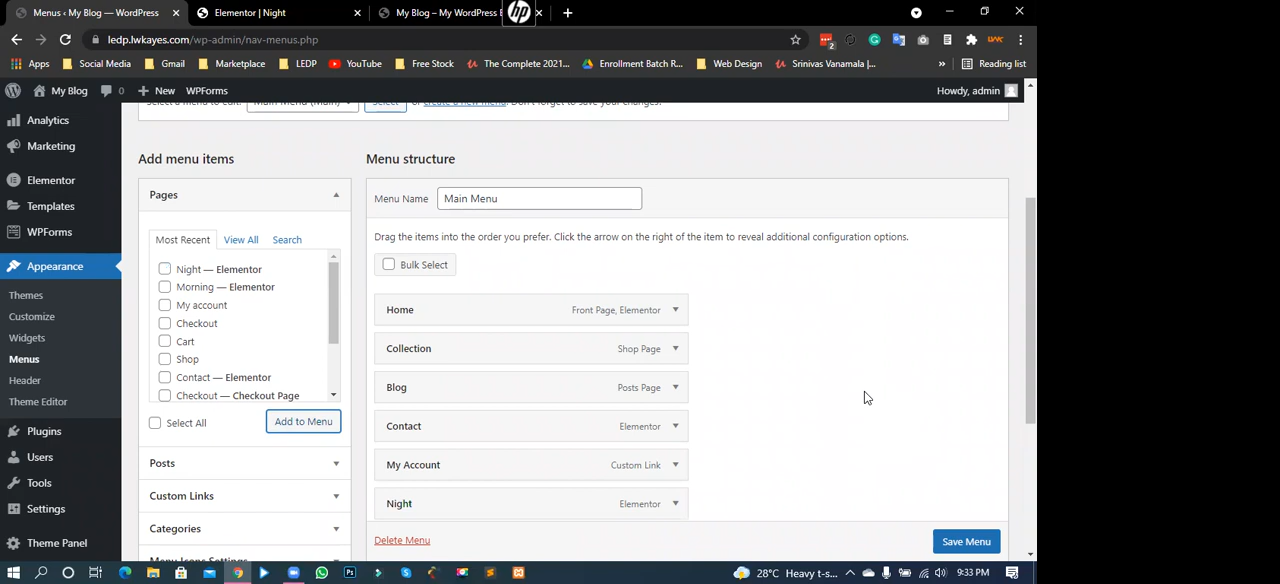 Menus ‹ My Blog — WordPress
Elementor | Night
My Blog – My WordPress B
hp
ledp.lwkayes.com/wp-admin/nav-menus.php
2
Apps
Social Media
Gmail
Marketplace
LEDP
YouTube
Free Stock
The Complete 2021...
Enrollment Batch R...
Web Design
Srinivas Vanamala |...
»
Reading list
My Blog
0
New
WPForms
Howdy, admin
Select a menu to edit:
Main Menu (Main)
Select
or create a new menu. Don't forget to save your changes!
Analytics
Marketing
Elementor
Templates
WPForms
Appearance
Themes
Customize
Widgets
Menus
Header
Theme Editor
Plugins
Users
Tools
Settings
Theme Panel
Add menu items
Pages
Most Recent
View All
Search
Night — Elementor
Morning — Elementor
My account
Checkout
Cart
Shop
Contact — Elementor
Checkout — Checkout Page
Select All
Add to Menu
Posts
Custom Links
Categories
Menu Icons Settings
Menu structure
Menu Name
Main Menu
Drag the items into the order you prefer. Click the arrow on the right of the item to reveal additional configuration options.
Bulk Select
Home
Front Page, Elementor
Collection
Shop Page
Blog
Posts Page
Contact
Elementor
My Account
Custom Link
Night
Elementor
Delete Menu
Save Menu
28°C Heavy t-s...
9:33 PM